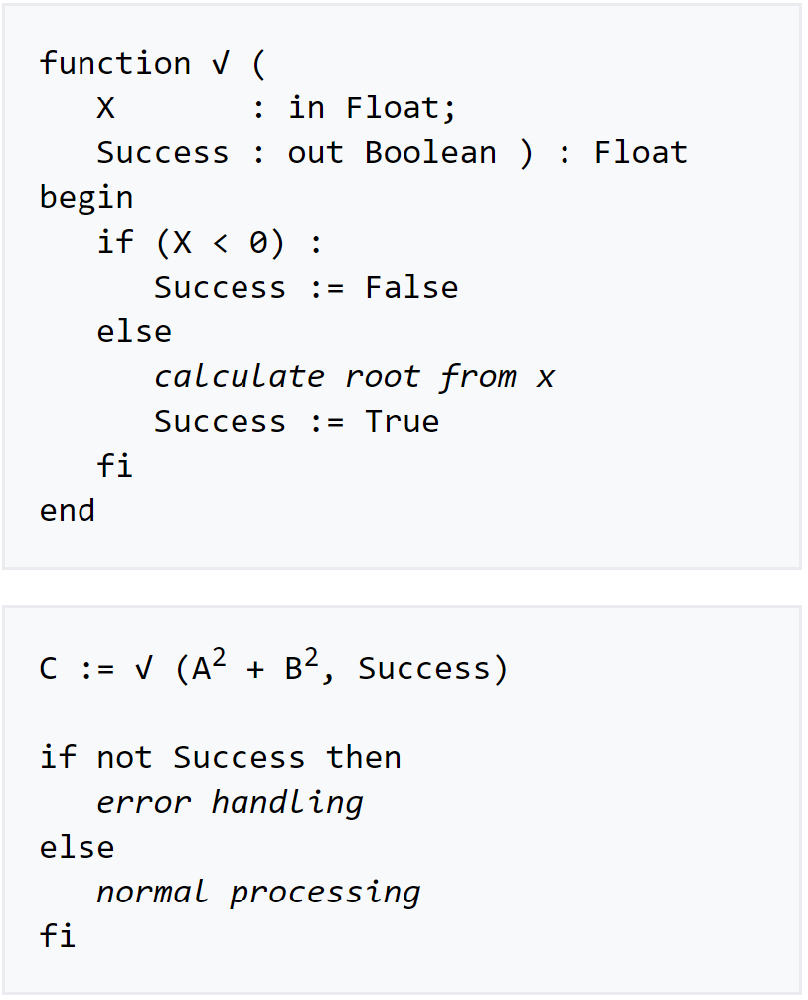 function √ (
   X       : in Float;
   Success : out Boolean ) : Float
begin
   if (X < 0) :
      Success := False
   else
      calculate root from x
      Success := True
   fi
end
C := √ (A² + B², Success)
if not Success then
   error handling
else
   normal processing
fi